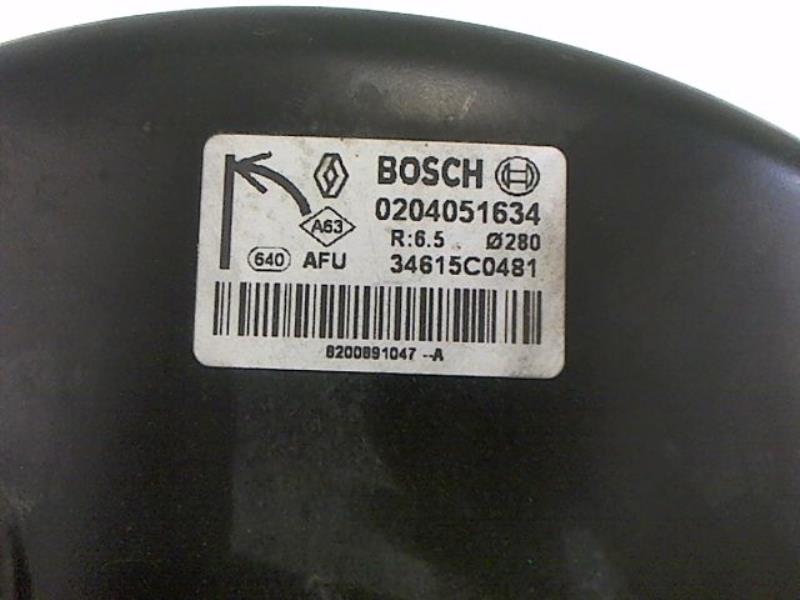 BOSCH
0204051634
A63
R:6.5 Ø280
640 AFU 34615C0481
8200891047 --A